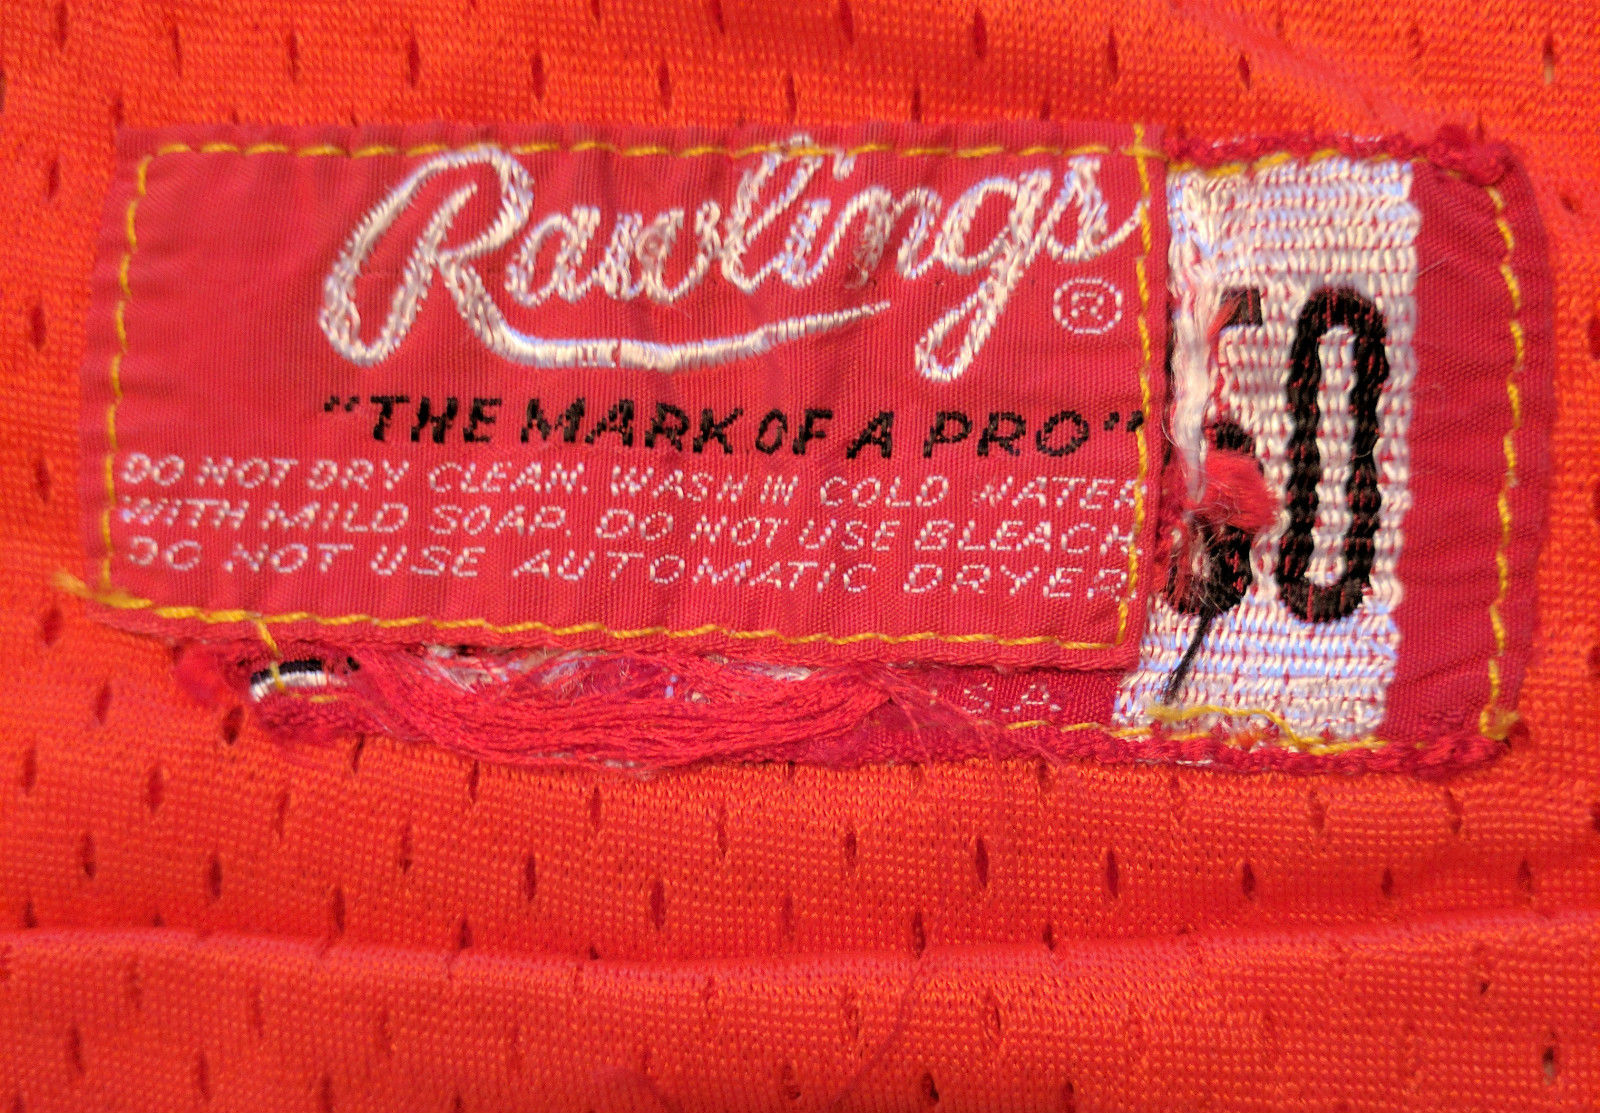 Rawlings®
"THE MARK OF A PRO"
DO NOT DRY CLEAN. WASH IN COLD WATER
WITH MILD SOAP. DO NOT USE BLEACH
DO NOT USE AUTOMATIC DRYER
S.A.
50